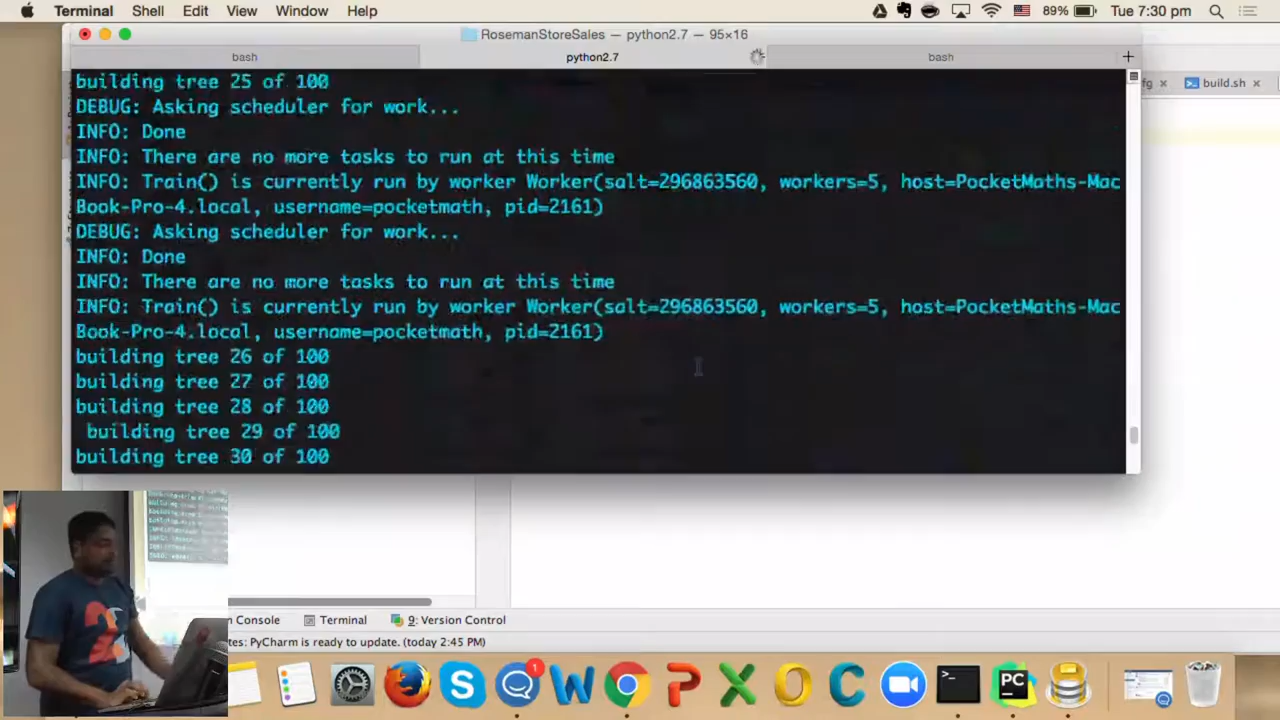 Terminal Shell Edit View Window Help 89% Tue 7:30 pm
RosemanStoreSales — python2.7 — 95×16
bash python2.7 bash +
fg × build.sh ×
building tree 25 of 100
DEBUG: Asking scheduler for work...
INFO: Done
INFO: There are no more tasks to run at this time
INFO: Train() is currently run by worker Worker(salt=296863560, workers=5, host=PocketMaths-Mac
Book-Pro-4.local, username=pocketmath, pid=2161)
DEBUG: Asking scheduler for work...
INFO: Done
INFO: There are no more tasks to run at this time
INFO: Train() is currently run by worker Worker(salt=296863560, workers=5, host=PocketMaths-Mac
Book-Pro-4.local, username=pocketmath, pid=2161)
building tree 26 of 100
building tree 27 of 100
building tree 28 of 100
building tree 29 of 100
building tree 30 of 100
Console Terminal 9: Version Control
tes: PyCharm is ready to update. (today 2:45 PM)
1
PC